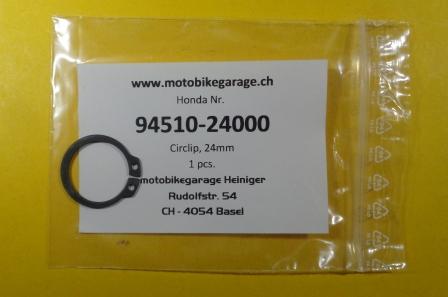 www.motobikegarage.ch
Honda Nr.
94510-24000
Circlip, 24mm
1 pcs.
motobikegarage Heiniger
Rudolfstr. 54
CH - 4054 Basel